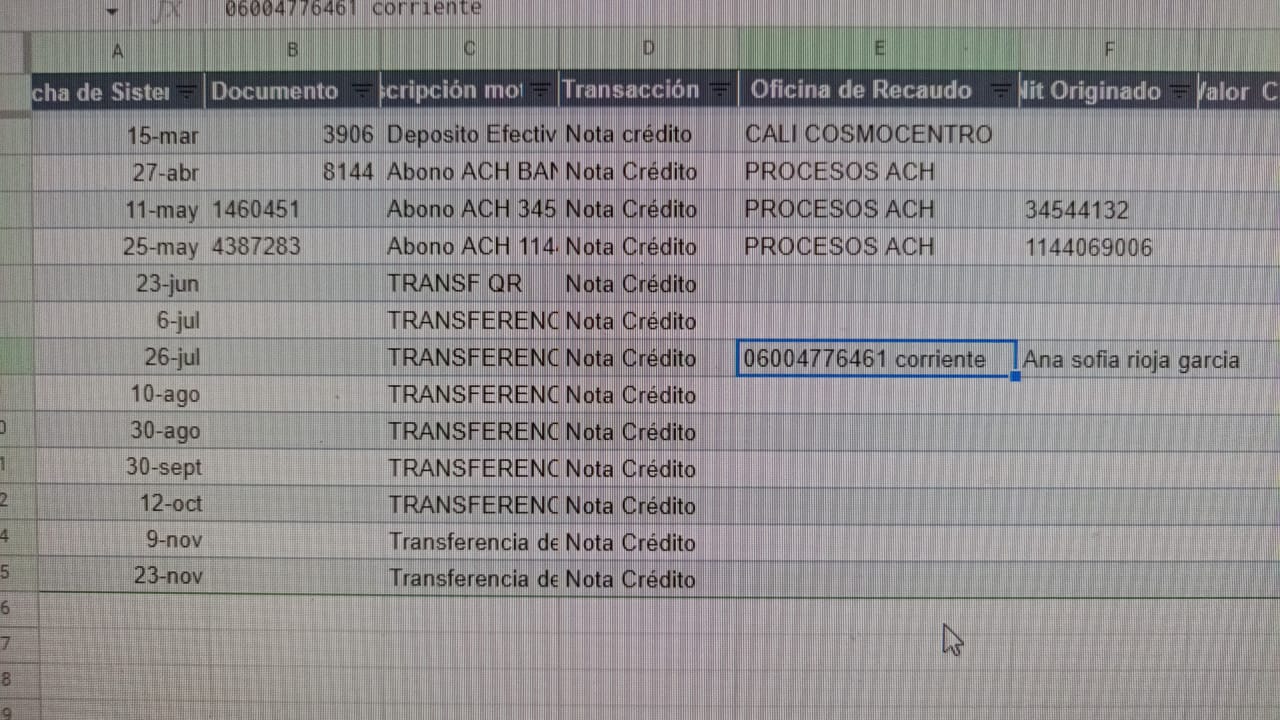 06004776461 corriente
A B C D E F
cha de Sister Documento scripción mot Transacción Oficina de Recaudo Nit Originado Valor C
15-mar 3906 Deposito Efectiv Nota crédito CALI COSMOCENTRO
27-abr 8144 Abono ACH BAN Nota Crédito PROCESOS ACH
11-may 1460451 Abono ACH 345 Nota Crédito PROCESOS ACH 34544132
25-may 4387283 Abono ACH 114 Nota Crédito PROCESOS ACH 1144069006
23-jun TRANSF QR Nota Crédito
6-jul TRANSFERENC Nota Crédito
26-jul TRANSFERENC Nota Crédito 06004776461 corriente Ana sofia rioja garcia
10-ago TRANSFERENC Nota Crédito
0 30-ago TRANSFERENC Nota Crédito
1 30-sept TRANSFERENC Nota Crédito
2 12-oct TRANSFERENC Nota Crédito
4 9-nov Transferencia de Nota Crédito
5 23-nov Transferencia de Nota Crédito
6
7
8
9